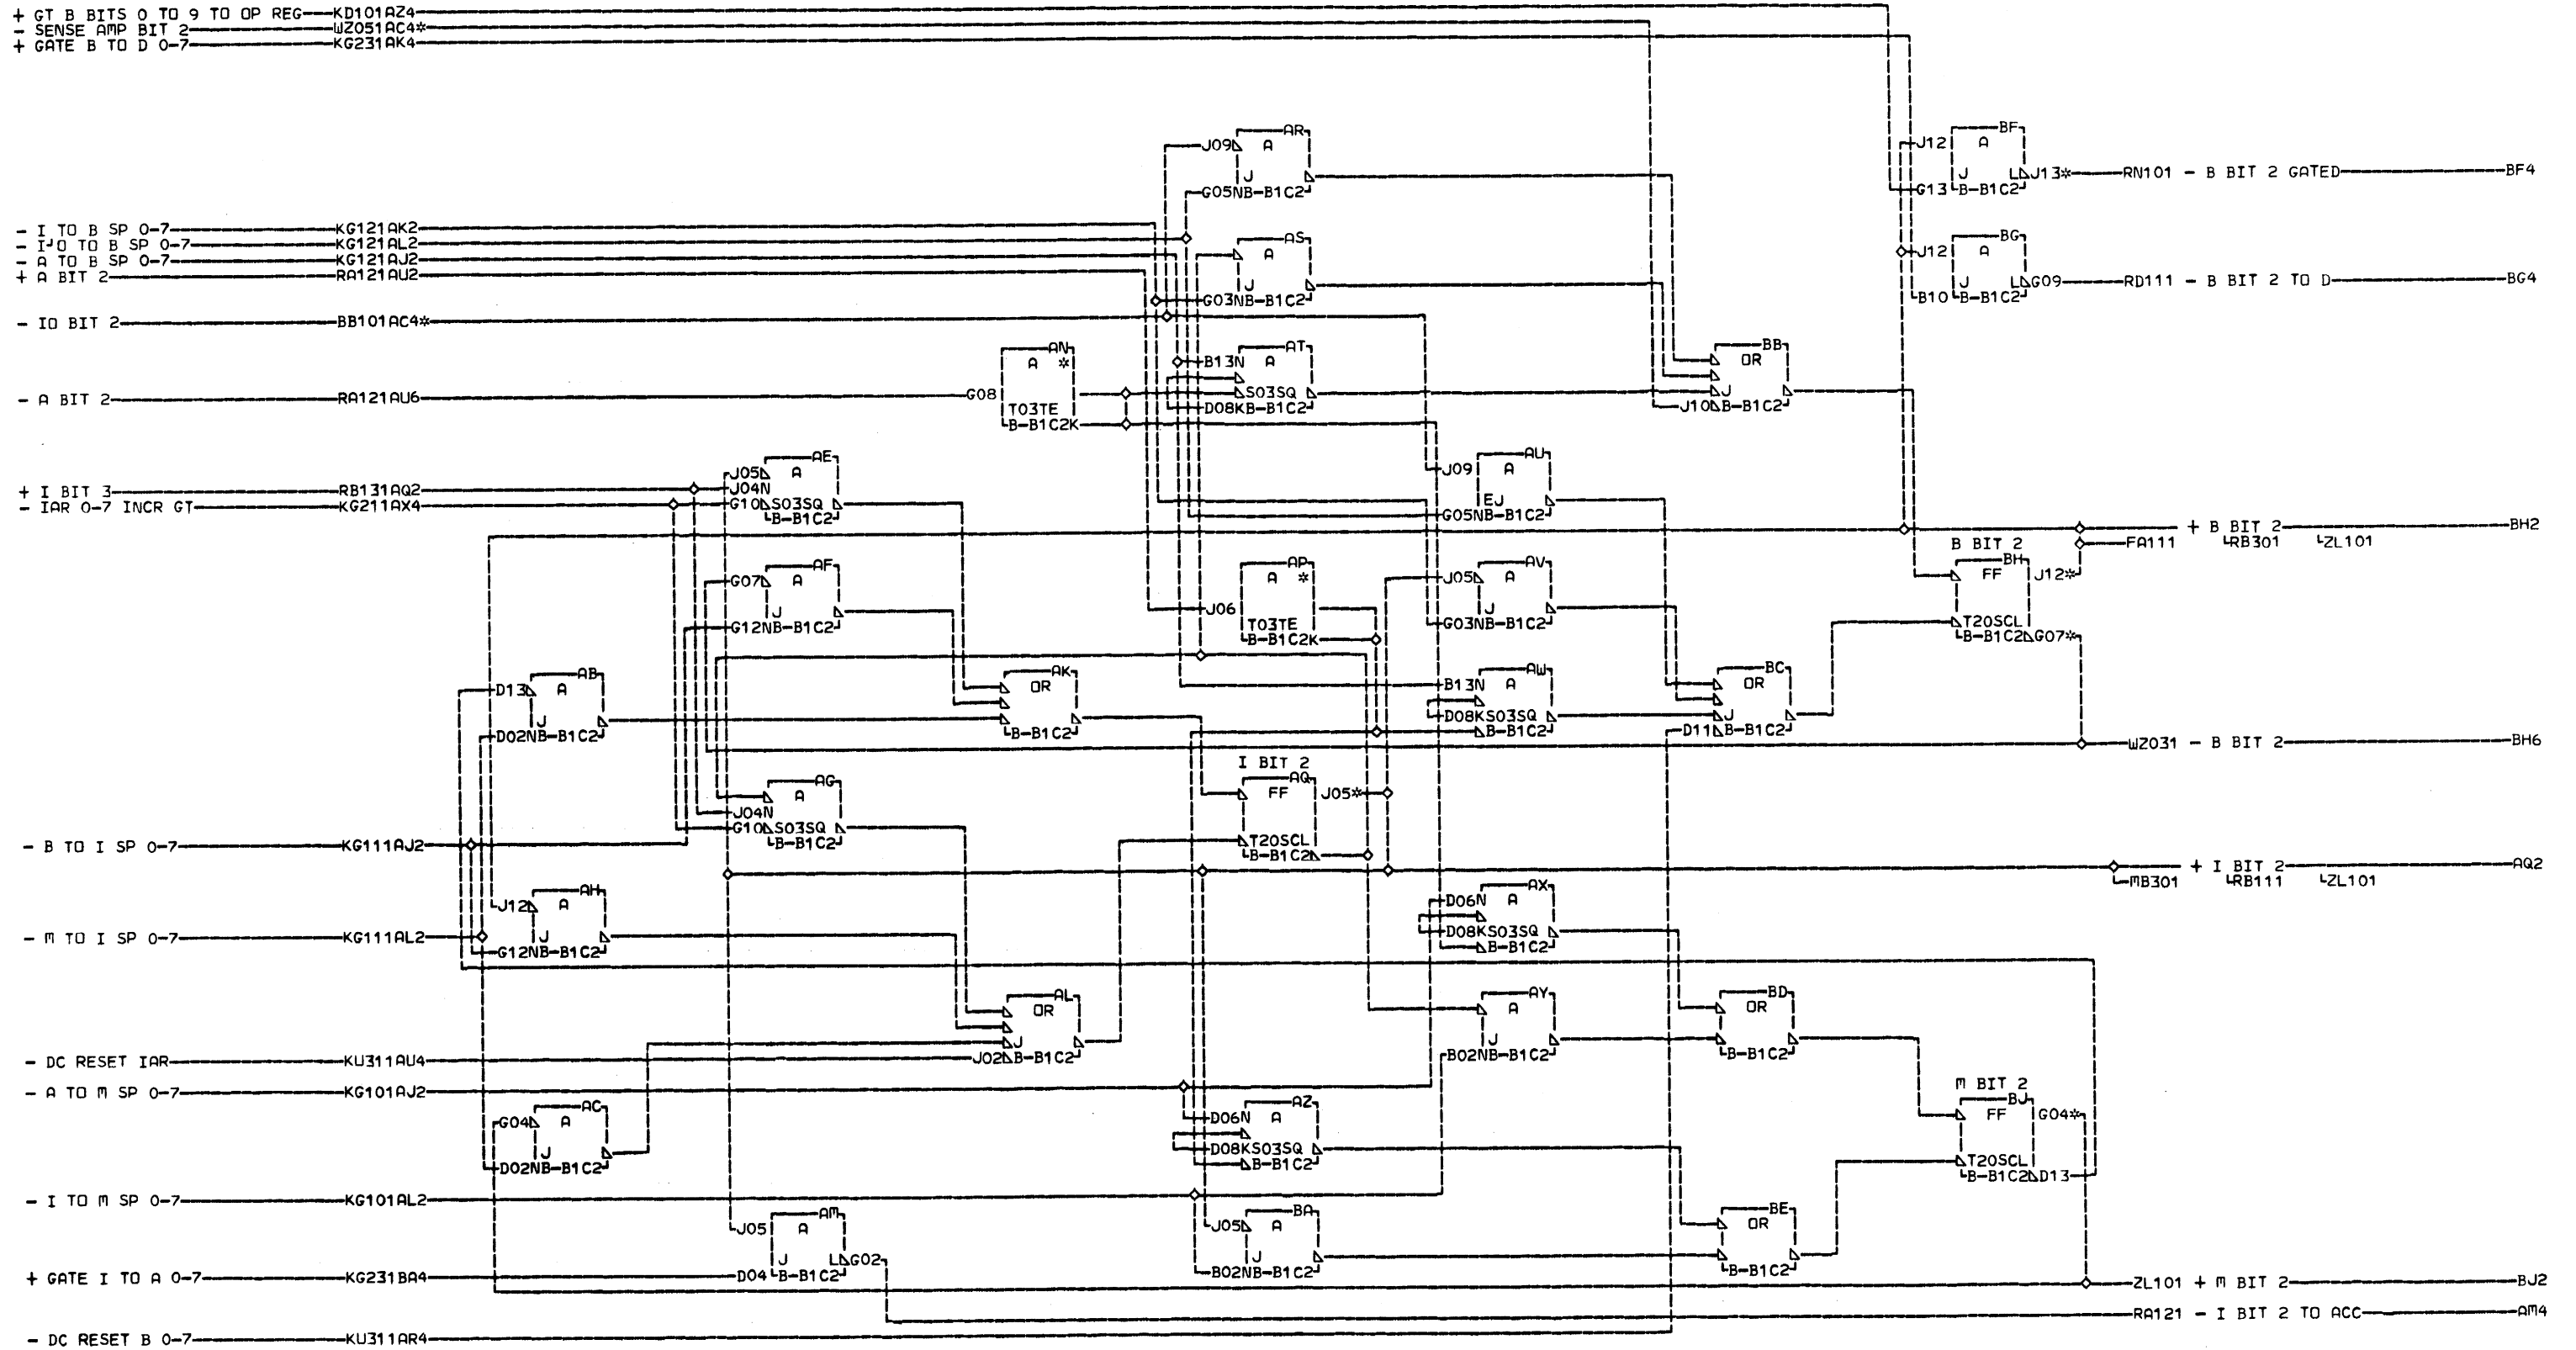 + GT B BITS 0 TO 9 TO OP REG KD101AZ4
- SENSE AMP BIT 2 WZ051AC4*
+ GATE B TO D 0-7 KG231AK4
AR
J09 A
J
G05NB-B1C2
BF
J12 A
J L J13* RN101 - B BIT 2 GATED BF4
G13 B-B1C2
- I TO B SP 0-7 KG121AK2
- I/O TO B SP 0-7 KG121AL2
- A TO B SP 0-7 KG121AJ2
+ A BIT 2 RA121AU2
AS
A
J
G03NB-B1C2
BG
J12 A
J L G09 RD111 - B BIT 2 TO D BG4
B10 B-B1C2
- IO BIT 2 BB101AC4*
AN
A *
T03TE
B-B1C2K
AT
B13N A
S03SQ
D08KB-B1C2
BB
OR
J
J10 B-B1C2
- A BIT 2 RA121AU6 G08
AE
J05 A
J04N
G10 S03SQ
B-B1C2
+ I BIT 3 RB131AQ2
- IAR 0-7 INCR GT KG211AX4
AU
J09 A
EJ
G05NB-B1C2
+ B BIT 2 BH2
FA111 RB301 ZL101
B BIT 2
BH
FF J12*
T20SCL
B-B1C2 G07*
AF
G07 A
J
G12NB-B1C2
AP
A *
J06
T03TE
B-B1C2K
AV
J05 A
J
G03NB-B1C2
AB
D13 A
J
D02NB-B1C2
AK
OR
B-B1C2
AW
B13N A
D08KS03SQ
B-B1C2
BC
OR
J
D11 B-B1C2
WZ031 - B BIT 2 BH6
AG
A
J04N
G10 S03SQ
B-B1C2
I BIT 2
AQ
FF J05*
T20SCL
B-B1C2
- B TO I SP 0-7 KG111AJ2
+ I BIT 2 AQ2
MB301 RB111 ZL101
AH
J12 A
J
G12NB-B1C2
AX
D06N A
D08KS03SQ
B-B1C2
- M TO I SP 0-7 KG111AL2
AL
OR
J
J02 B-B1C2
AY
A
J
B02NB-B1C2
BD
OR
B-B1C2
- DC RESET IAR KU311AU4
- A TO M SP 0-7 KG101AJ2
M BIT 2
BJ
FF G04*
T20SCL
B-B1C2 D13
AC
G04 A
J
D02NB-B1C2
AZ
D06N A
D08KS03SQ
B-B1C2
- I TO M SP 0-7 KG101AL2
AM
J05 A
J L G02
D04 B-B1C2
BA
J05 A
J
B02NB-B1C2
BE
OR
B-B1C2
+ GATE I TO A 0-7 KG231BA4
ZL101 + M BIT 2 BJ2
RA121 - I BIT 2 TO ACC AM4
- DC RESET B 0-7 KU311AR4